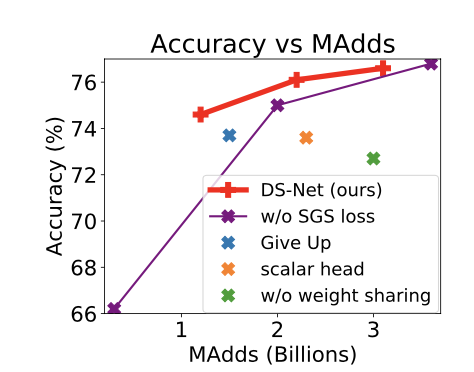 Accuracy vs MAdds
Accuracy (%)
76
74
72
70
68
66
DS-Net (ours)
w/o SGS loss
Give Up
scalar head
w/o weight sharing
1 2 3
MAdds (Billions)